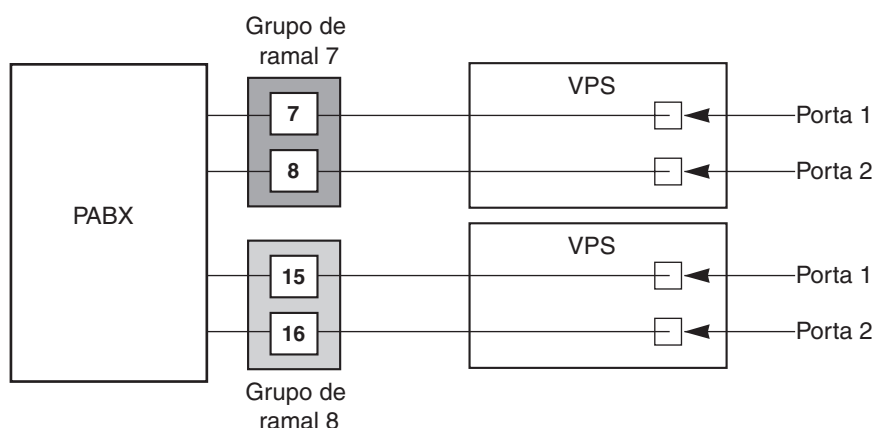 Grupo de
ramal 7
PABX
7
8
VPS
Porta 1
Porta 2
15
16
VPS
Porta 1
Porta 2
Grupo de
ramal 8